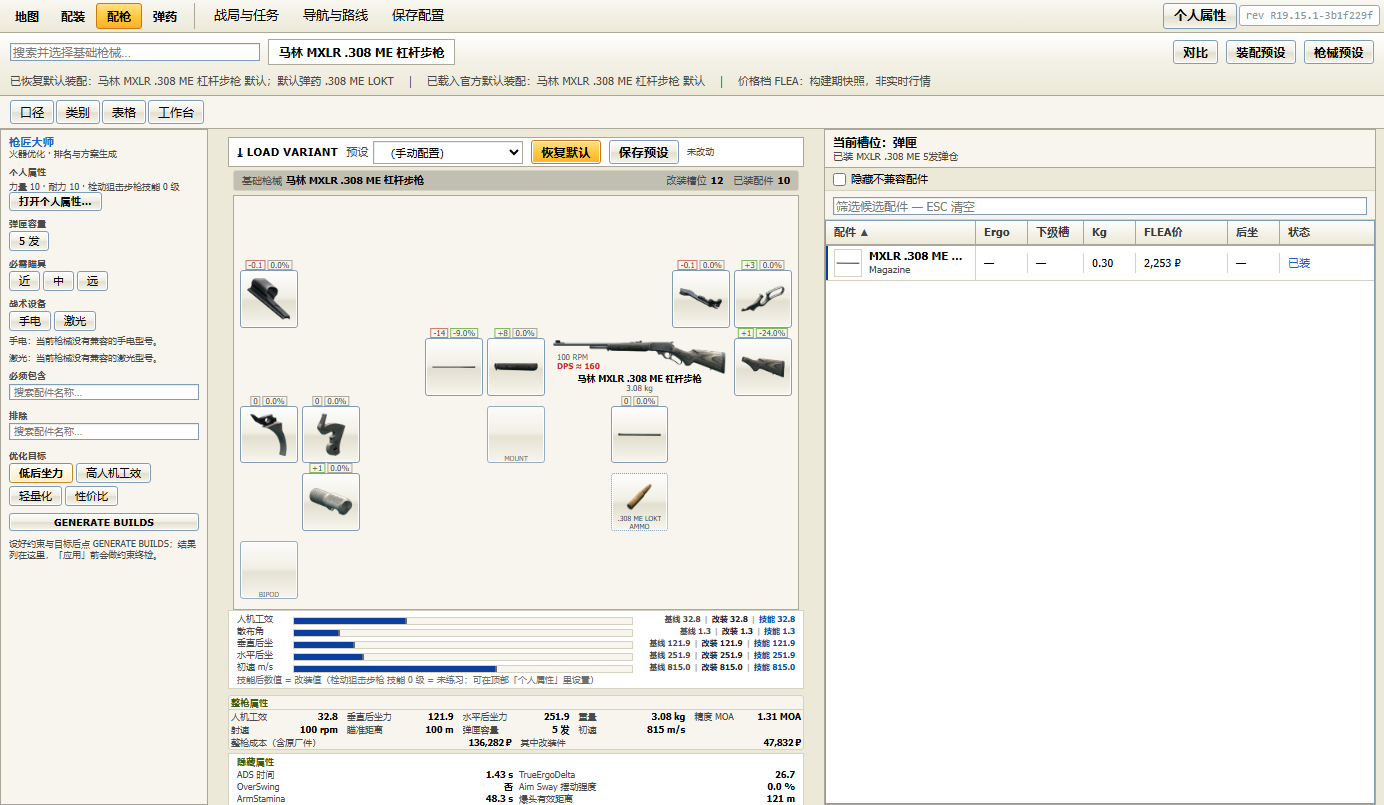 地图 配装 配枪 弹药 战局与任务 导航与路线 保存配置 个人属性 rev R19.15.1-3b1f229f
搜索并选择基础枪械... 马林 MXLR .308 ME 杠杆步枪 对比 装配预设 枪械预设
已恢复默认装配：马林 MXLR .308 ME 杠杆步枪 默认；默认弹药 .308 ME LOKT | 已载入官方默认装配：马林 MXLR .308 ME 杠杆步枪 默认 | 价格档 FLEA：构建期快照，非实时行情
口径 类别 表格 工作台
枪匠大师
火器优化 · 排名与方案生成
个人属性
力量 10 · 耐力 10 · 栓动狙击步枪技能 0 级
打开个人属性...
弹匣容量
5 发
必需瞄具
近 中 远
战术设备
手电 激光
手电：当前枪械没有兼容的手电型号。
激光：当前枪械没有兼容的激光型号。
必须包含
搜索配件名称...
排除
搜索配件名称...
优化目标
低后坐力 高人机工效
轻量化 性价比
GENERATE BUILDS
设好约束与目标后点 GENERATE BUILDS；结果
列在这里，「应用」前会做约束终检。
⤓ LOAD VARIANT 预设 (手动配置) 恢复默认 保存预设 未改动
基础枪械 马林 MXLR .308 ME 杠杆步枪 改装槽位 12 已装配件 10
-0.1 0.0% -0.1 0.0% +3 0.0%
-14 -9.0% +8 0.0% +1 -24.0%
100 RPM
DPS ≈ 160
马林 MXLR .308 ME 杠杆步枪
3.08 kg
0 0.0% 0 0.0% 0 0.0%
MOUNT
+1 0.0%
.308 ME LOKT
AMMO
BIPOD
人机工效 基线 32.8 | 改装 32.8 | 技能 32.8
散布角 基线 1.3 | 改装 1.3 | 技能 1.3
垂直后坐 基线 121.9 | 改装 121.9 | 技能 121.9
水平后坐 基线 251.9 | 改装 251.9 | 技能 251.9
初速 m/s 基线 815.0 | 改装 815.0 | 技能 815.0
技能后数值 = 改装值（栓动狙击步枪 技能 0 级 = 未练习；可在顶部「个人属性」里设置）
整枪属性
人机工效 32.8 垂直后坐力 121.9 水平后坐力 251.9 重量 3.08 kg 精度 MOA 1.31 MOA
射速 100 rpm 瞄准距离 100 m 弹匣容量 5 发 初速 815 m/s
整枪成本（含原厂件） 136,282 ₽ 其中改装件 47,832 ₽
隐藏属性
ADS 时间 1.43 s TrueErgoDelta 26.7
OverSwing 否 Aim Sway 摆动强度 0.0 %
ArmStamina 48.3 s 爆头有效距离 121 m
当前槽位：弹匣
已装 MXLR .308 ME 5发弹仓
隐藏不兼容配件
筛选候选配件 — ESC 清空
配件 ▲ Ergo 下级槽 Kg FLEA价 后坐 状态
MXLR .308 ME ... — — 0.30 2,253 ₽ — 已装
Magazine